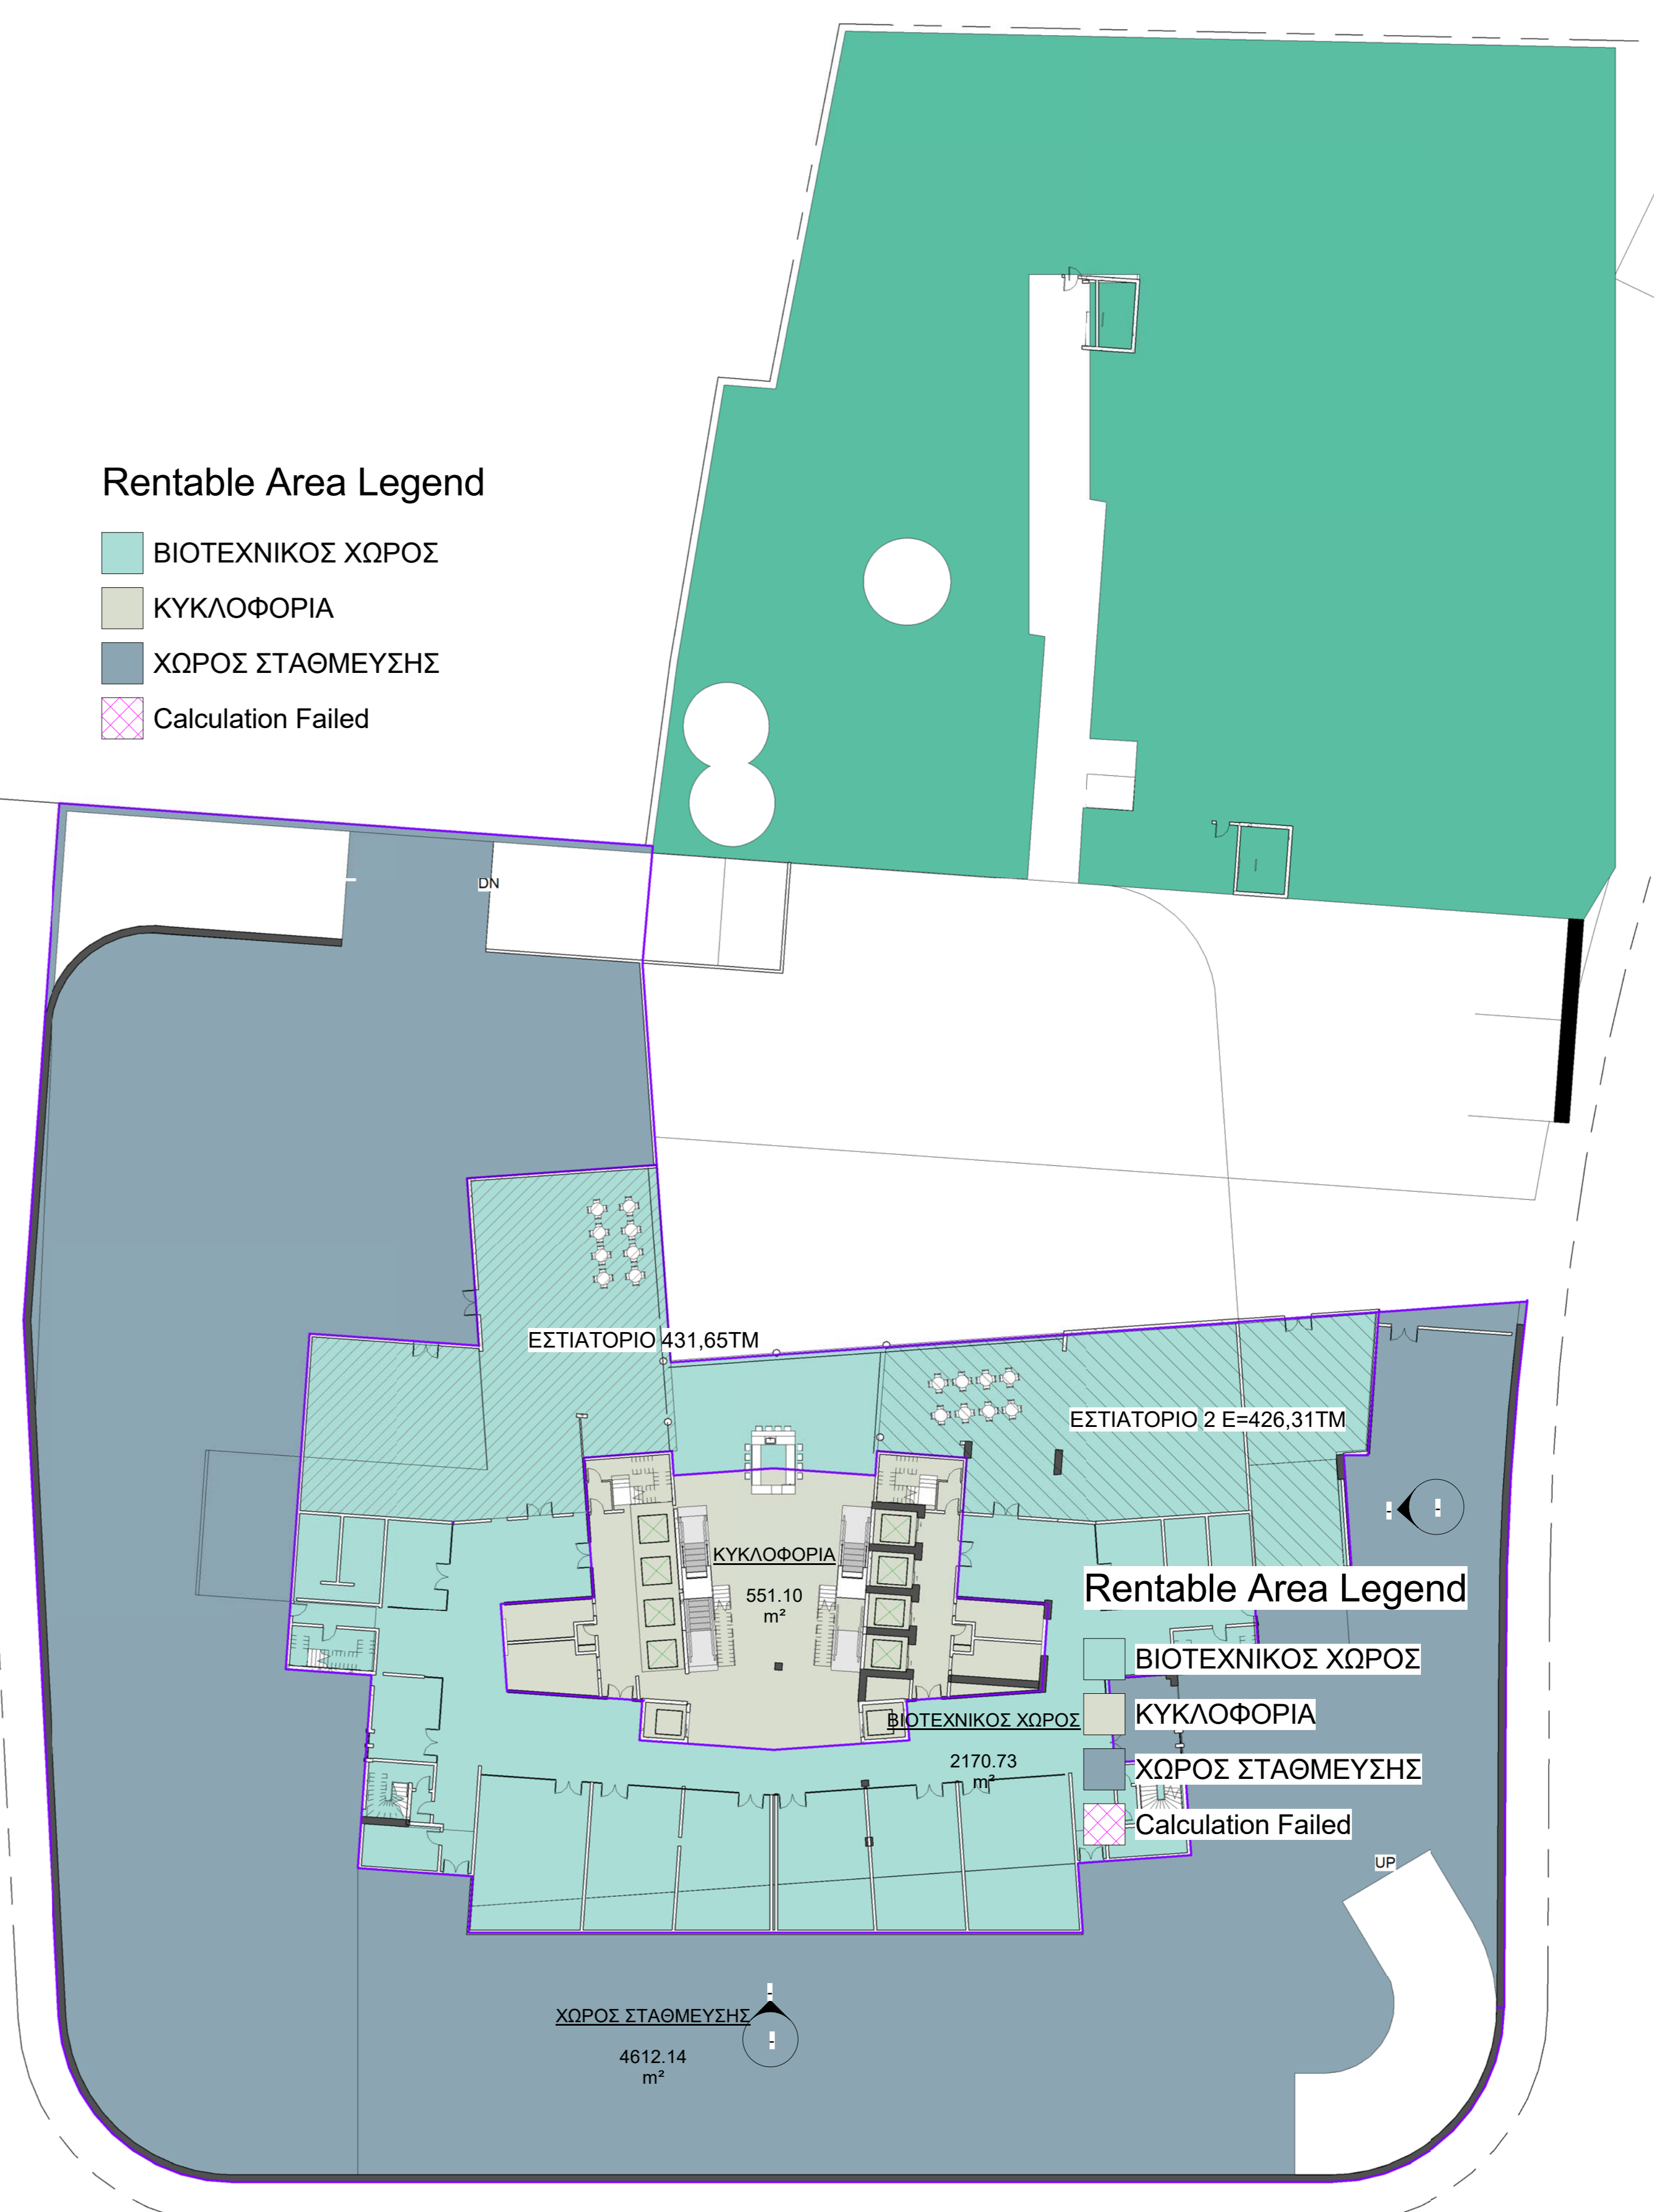 Rentable Area Legend
ΒΙΟΤΕΧΝΙΚΟΣ ΧΩΡΟΣ
ΚΥΚΛΟΦΟΡΙΑ
ΧΩΡΟΣ ΣΤΑΘΜΕΥΣΗΣ
Calculation Failed
DN
ΕΣΤΙΑΤΟΡΙΟ 431,65ΤΜ
ΕΣΤΙΑΤΟΡΙΟ 2 Ε=426,31ΤΜ
ΚΥΚΛΟΦΟΡΙΑ
551.10
m²
Rentable Area Legend
ΒΙΟΤΕΧΝΙΚΟΣ ΧΩΡΟΣ
ΚΥΚΛΟΦΟΡΙΑ
ΧΩΡΟΣ ΣΤΑΘΜΕΥΣΗΣ
Calculation Failed
ΒΙΟΤΕΧΝΙΚΟΣ ΧΩΡΟΣ
2170.73
m²
UP
ΧΩΡΟΣ ΣΤΑΘΜΕΥΣΗΣ
4612.14
m²